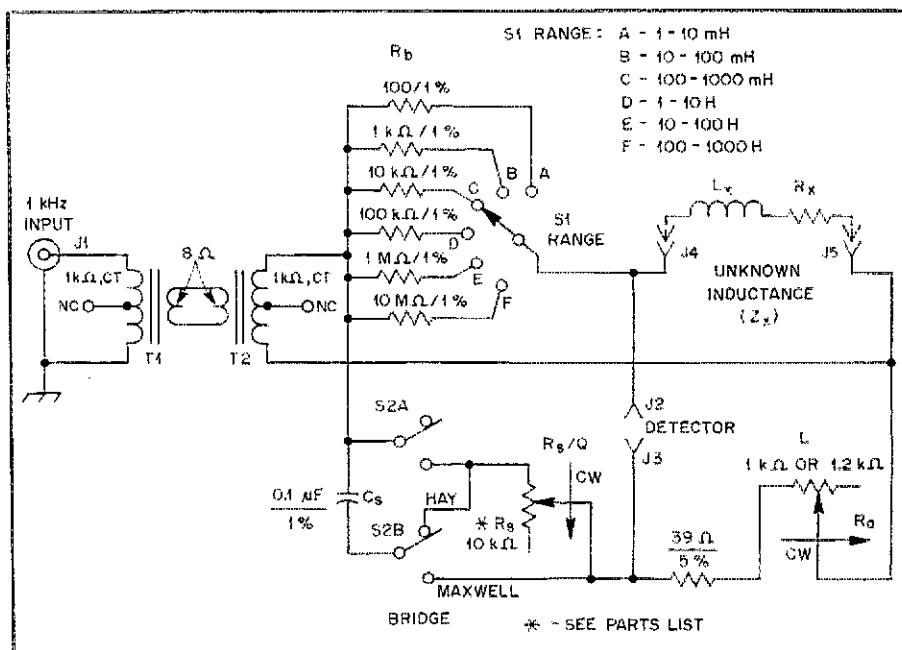 S1 RANGE: A - 1-10 mH
B - 10-100 mH
C - 100-1000 mH
D - 1-10H
E - 10-100H
F - 100-1000H
Rb
100/1%
1 kΩ/1%
10 kΩ/1%
100 kΩ/1%
1 MΩ/1%
10 MΩ/1%
A
B
C
D
E
F
S1
RANGE
1 kHz
INPUT
J1
1kΩ,CT
NC
T1
8 Ω
1kΩ,CT
NC
T2
Lx
Rx
J4
J5
UNKNOWN
INDUCTANCE
(Zx)
S2A
J2
DETECTOR
J3
Rs/Q
CW
L
1 kΩ OR 1.2 kΩ
0.1 µF
1%
Cs
HAY
S2B
* Rs
10 kΩ
39 Ω
5%
Ra
CW
MAXWELL
BRIDGE
* - SEE PARTS LIST